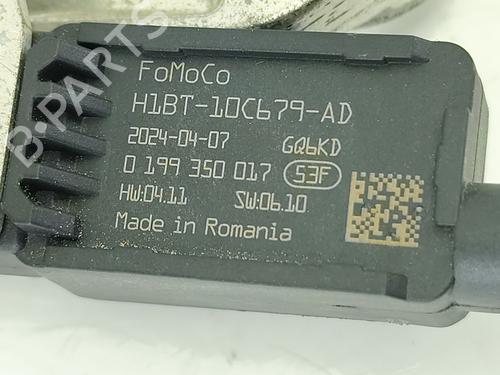 FoMoCo
H1BT-10C679-AD
2024-04-07 GQ6KD
0 199 350 017 53F
HW:04.11 SW:06.10
Made in Romania
B-PARTS